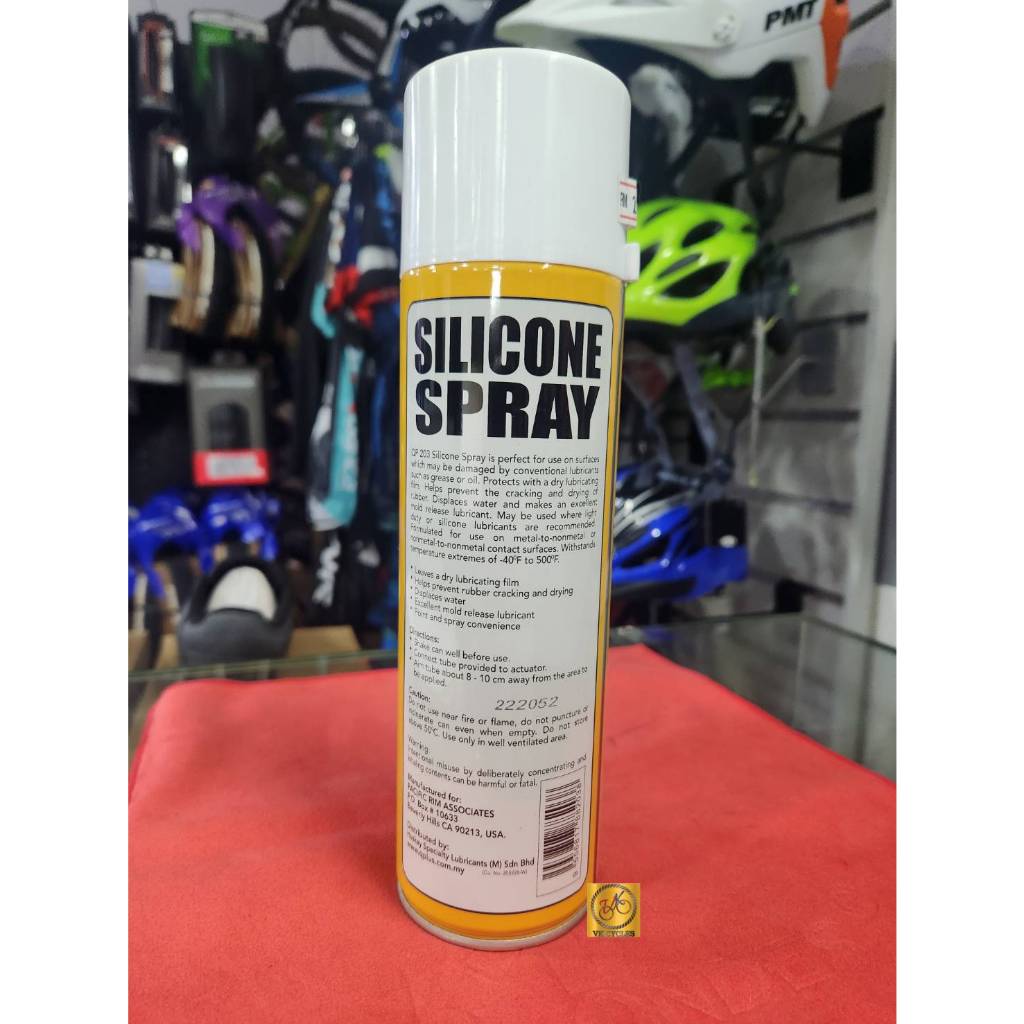 PMT
RM 2
SILICONE
SPRAY
203 Silicone Spray is perfect for use on surfaces
which may be damaged by conventional lubricants
such as grease or oil. Protects with a dry lubricating
film. Helps prevent the cracking and drying of
rubber. Displaces water and makes an excellent
mold release lubricant. May be used where light
duty or silicone lubricants are recommended.
Formulated for use on metal-to-nonmetal or
nonmetal-to-nonmetal contact surfaces. Withstands
temperature extremes of -40°F to 500°F.
• Leaves a dry lubricating film
• Helps prevent rubber cracking and drying
• Displaces water
• Excellent mold release lubricant
• Point and spray convenience
Directions:
• Shake can well before use.
• Connect tube provided to actuator.
• Aim tube about 8 - 10 cm away from the area to
be applied.
222052
Caution:
Do not use near fire or flame, do not puncture or
incinerate can even when empty. Do not store
above 50°C. Use only in well ventilated area.
Warning:
Intentional misuse by deliberately concentrating and
inhaling contents can be harmful or fatal.
Manufactured for:
PACIFIC RIM ASSOCIATES
P.O. Box # 10633
Beverly Hills CA 90213, USA.
Distributed by:
Specialty Lubricants (M) Sdn Bhd
VK CYCLES